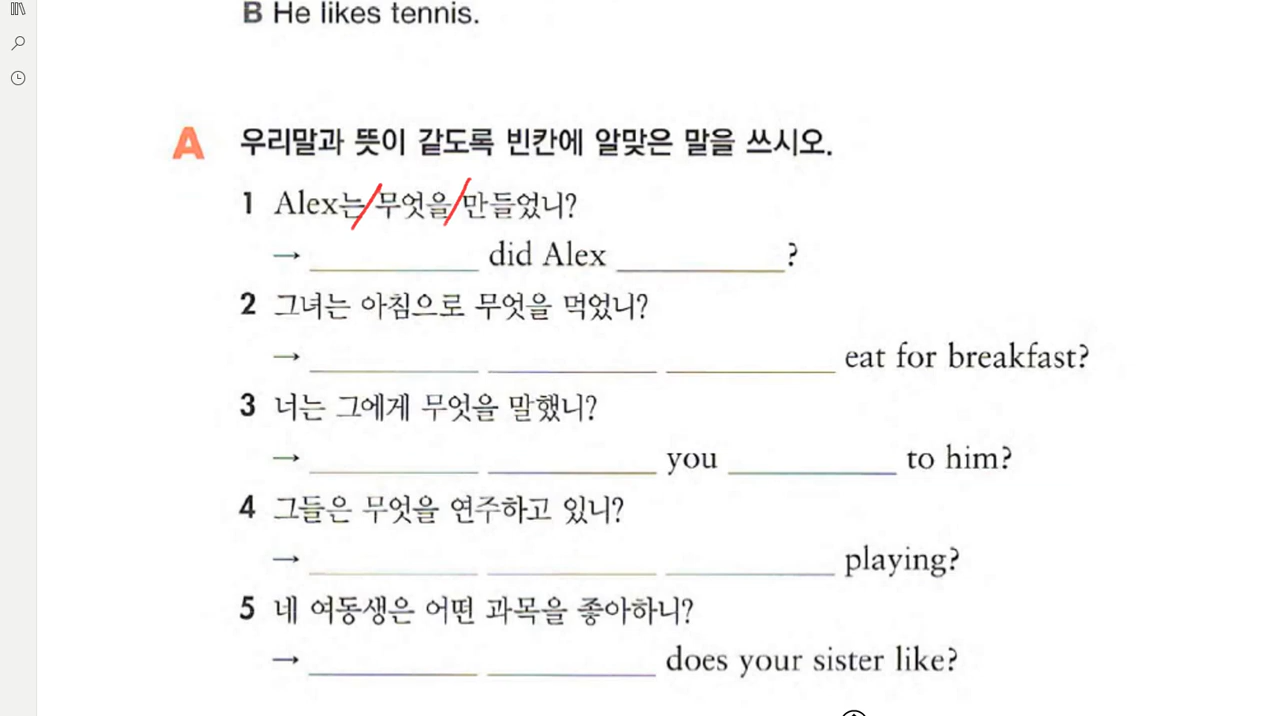 B He likes tennis.
A 우리말과 뜻이 같도록 빈칸에 알맞은 말을 쓰시오.
1 Alex는 무엇을 만들었니?
→ ________ did Alex ________?
2 그녀는 아침으로 무엇을 먹었니?
→ ________ ________ ________ eat for breakfast?
3 너는 그에게 무엇을 말했니?
→ ________ ________ you ________ to him?
4 그들은 무엇을 연주하고 있니?
→ ________ ________ ________ playing?
5 네 여동생은 어떤 과목을 좋아하니?
→ ________ ________ does your sister like?